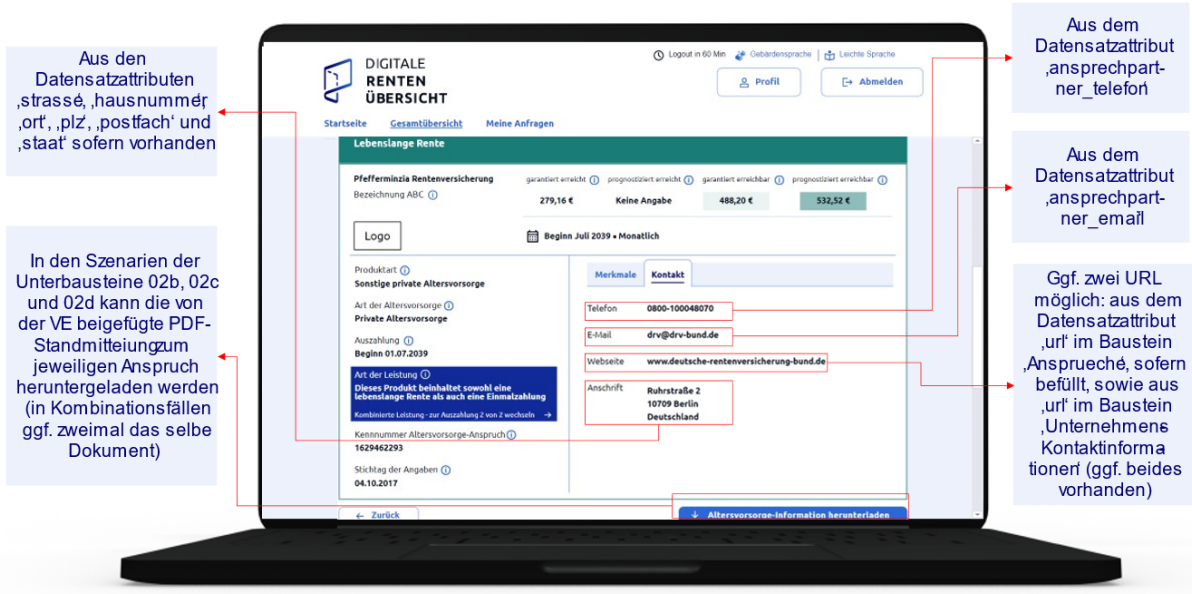 Aus den
Datensatzattributen
‚strasse‘, ‚hausnummer‘,
‚ort‘, ‚plz‘, ‚postfach‘ und
‚staat‘ sofern vorhanden
In den Szenarien der
Unterbausteine 02b, 02c
und 02d kann die von
der VE beigefügte PDF-
Standmitteiung zum
jeweiligen Anspruch
heruntergeladen werden
(in Kombinationsfällen
ggf. zweimal das selbe
Dokument)
DIGITALE
RENTEN
ÜBERSICHT
Logout in 60 Min Gebärdensprache | Leichte Sprache
Profil Abmelden
Startseite Gesamtübersicht Meine Anfragen
Lebenslange Rente
Pfefferminzia Rentenversicherung
Bezeichnung ABC
garantiert erreicht prognostiziert erreicht garantiert erreichbar prognostiziert erreichbar
279,16 € Keine Angabe 488,20 € 532,52 €
Logo
Beginn Juli 2039 • Monatlich
Produktart
Sonstige private Altersvorsorge
Art der Altersvorsorge
Private Altersvorsorge
Auszahlung
Beginn 01.07.2039
Art der Leistung
Dieses Produkt beinhaltet sowohl eine
lebenslange Rente als auch eine Einmalzahlung
Kombinierte Leistung - zur Auszahlung 2 von 2 wechseln →
Kennnummer Altersvorsorge-Anspruch
1629462293
Stichtag der Angaben
04.10.2017
Merkmale Kontakt
Telefon 0800-100048070
E-Mail drv@drv-bund.de
Webseite www.deutsche-rentenversicherung-bund.de
Anschrift Ruhrstraße 2
10709 Berlin
Deutschland
← Zurück
↓ Altersvorsorge-Information herunterladen
Aus dem
Datensatzattribut
‚ansprechpart-
ner_telefon‘
Aus dem
Datensatzattribut
‚ansprechpart-
ner_email‘
Ggf. zwei URL
möglich: aus dem
Datensatzattribut
‚url‘ im Baustein
‚Ansprueche‘, sofern
befüllt, sowie aus
‚url‘ im Baustein
‚Unternehmens-
Kontaktinforma-
tionen‘ (ggf. beides
vorhanden)